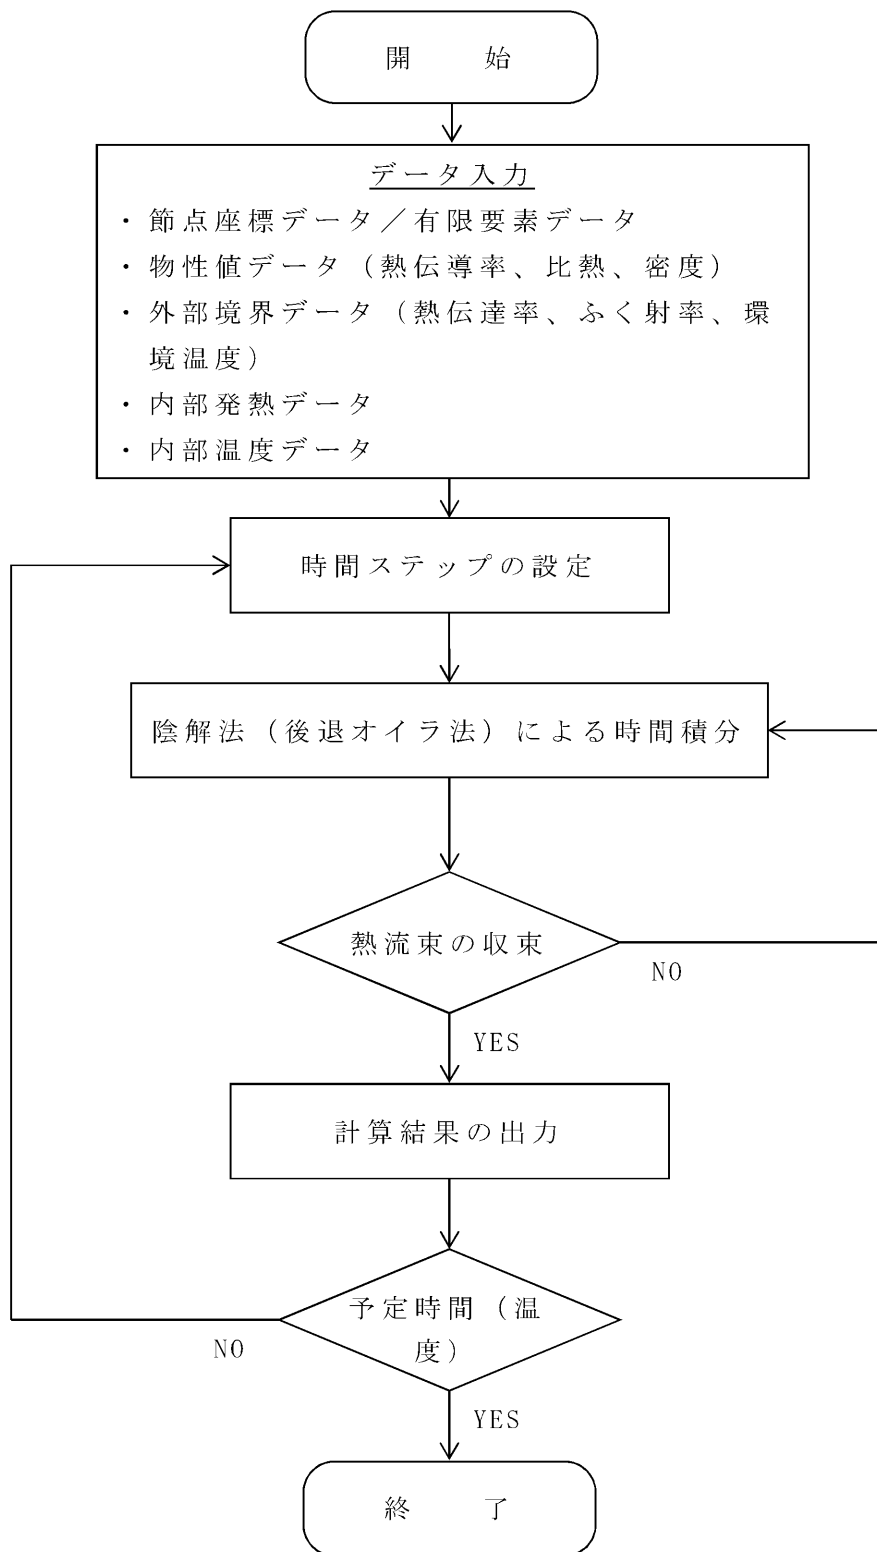 開　　始
データ入力
・節点座標データ／有限要素データ
・物性値データ（熱伝導率、比熱、密度）
・外部境界データ（熱伝達率、ふく射率、環
境温度）
・内部発熱データ
・内部温度データ
時間ステップの設定
陰解法（後退オイラ法）による時間積分
熱流束の収束
NO
YES
計算結果の出力
予定時間（温
度）
NO
YES
終　　了